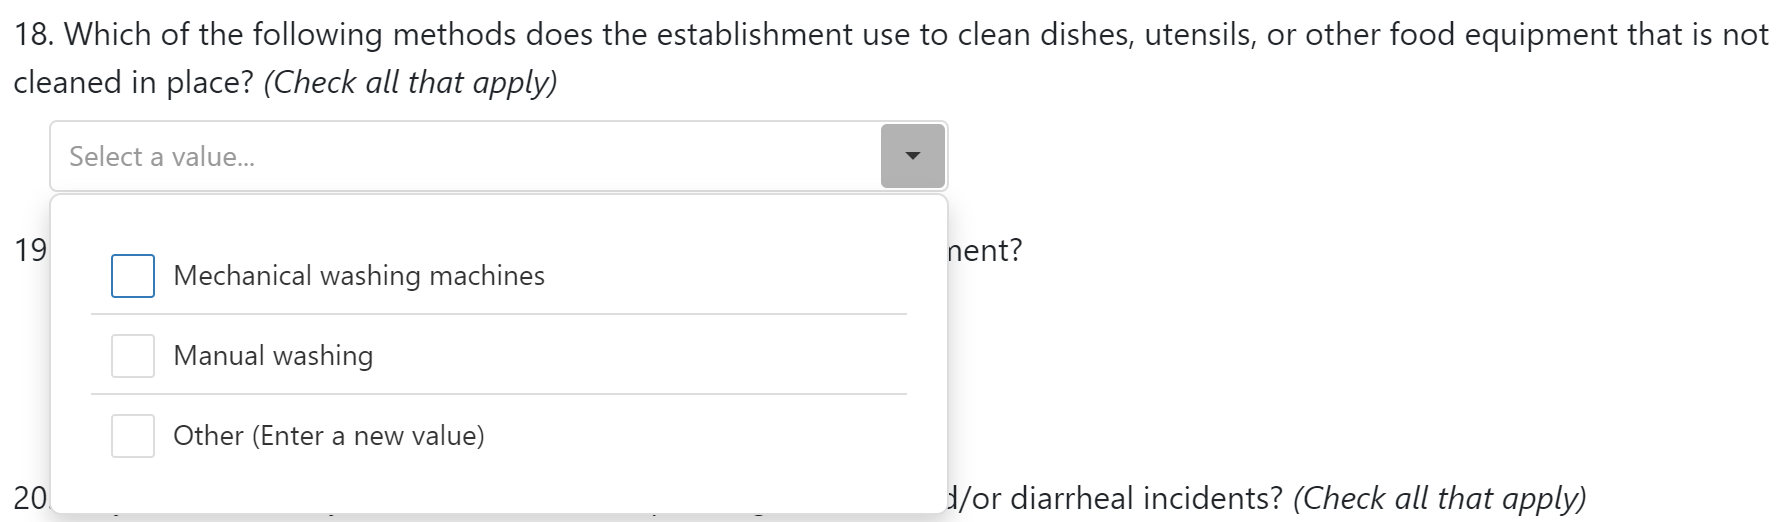 18. Which of the following methods does the establishment use to clean dishes, utensils, or other food equipment that is not
cleaned in place? (Check all that apply)
Select a value...
Mechanical washing machines
Manual washing
Other (Enter a new value)
19
?
20.
/or diarrheal incidents? (Check all that apply)